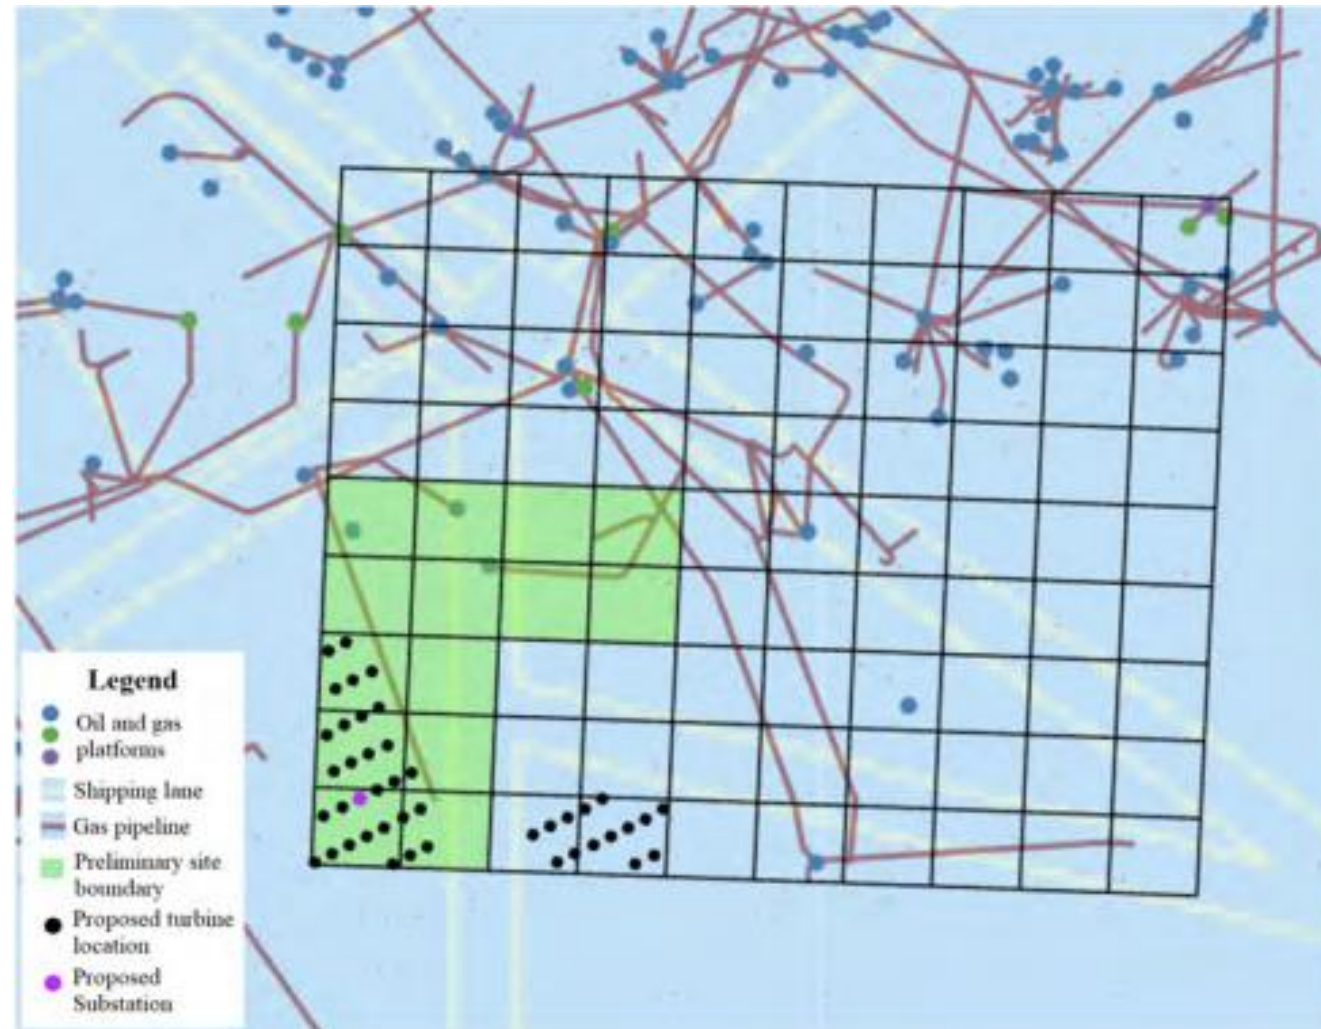 Legend
Oil and gas
platforms
Shipping lane
Gas pipeline
Preliminary site
boundary
Proposed turbine
location
Proposed
Substation